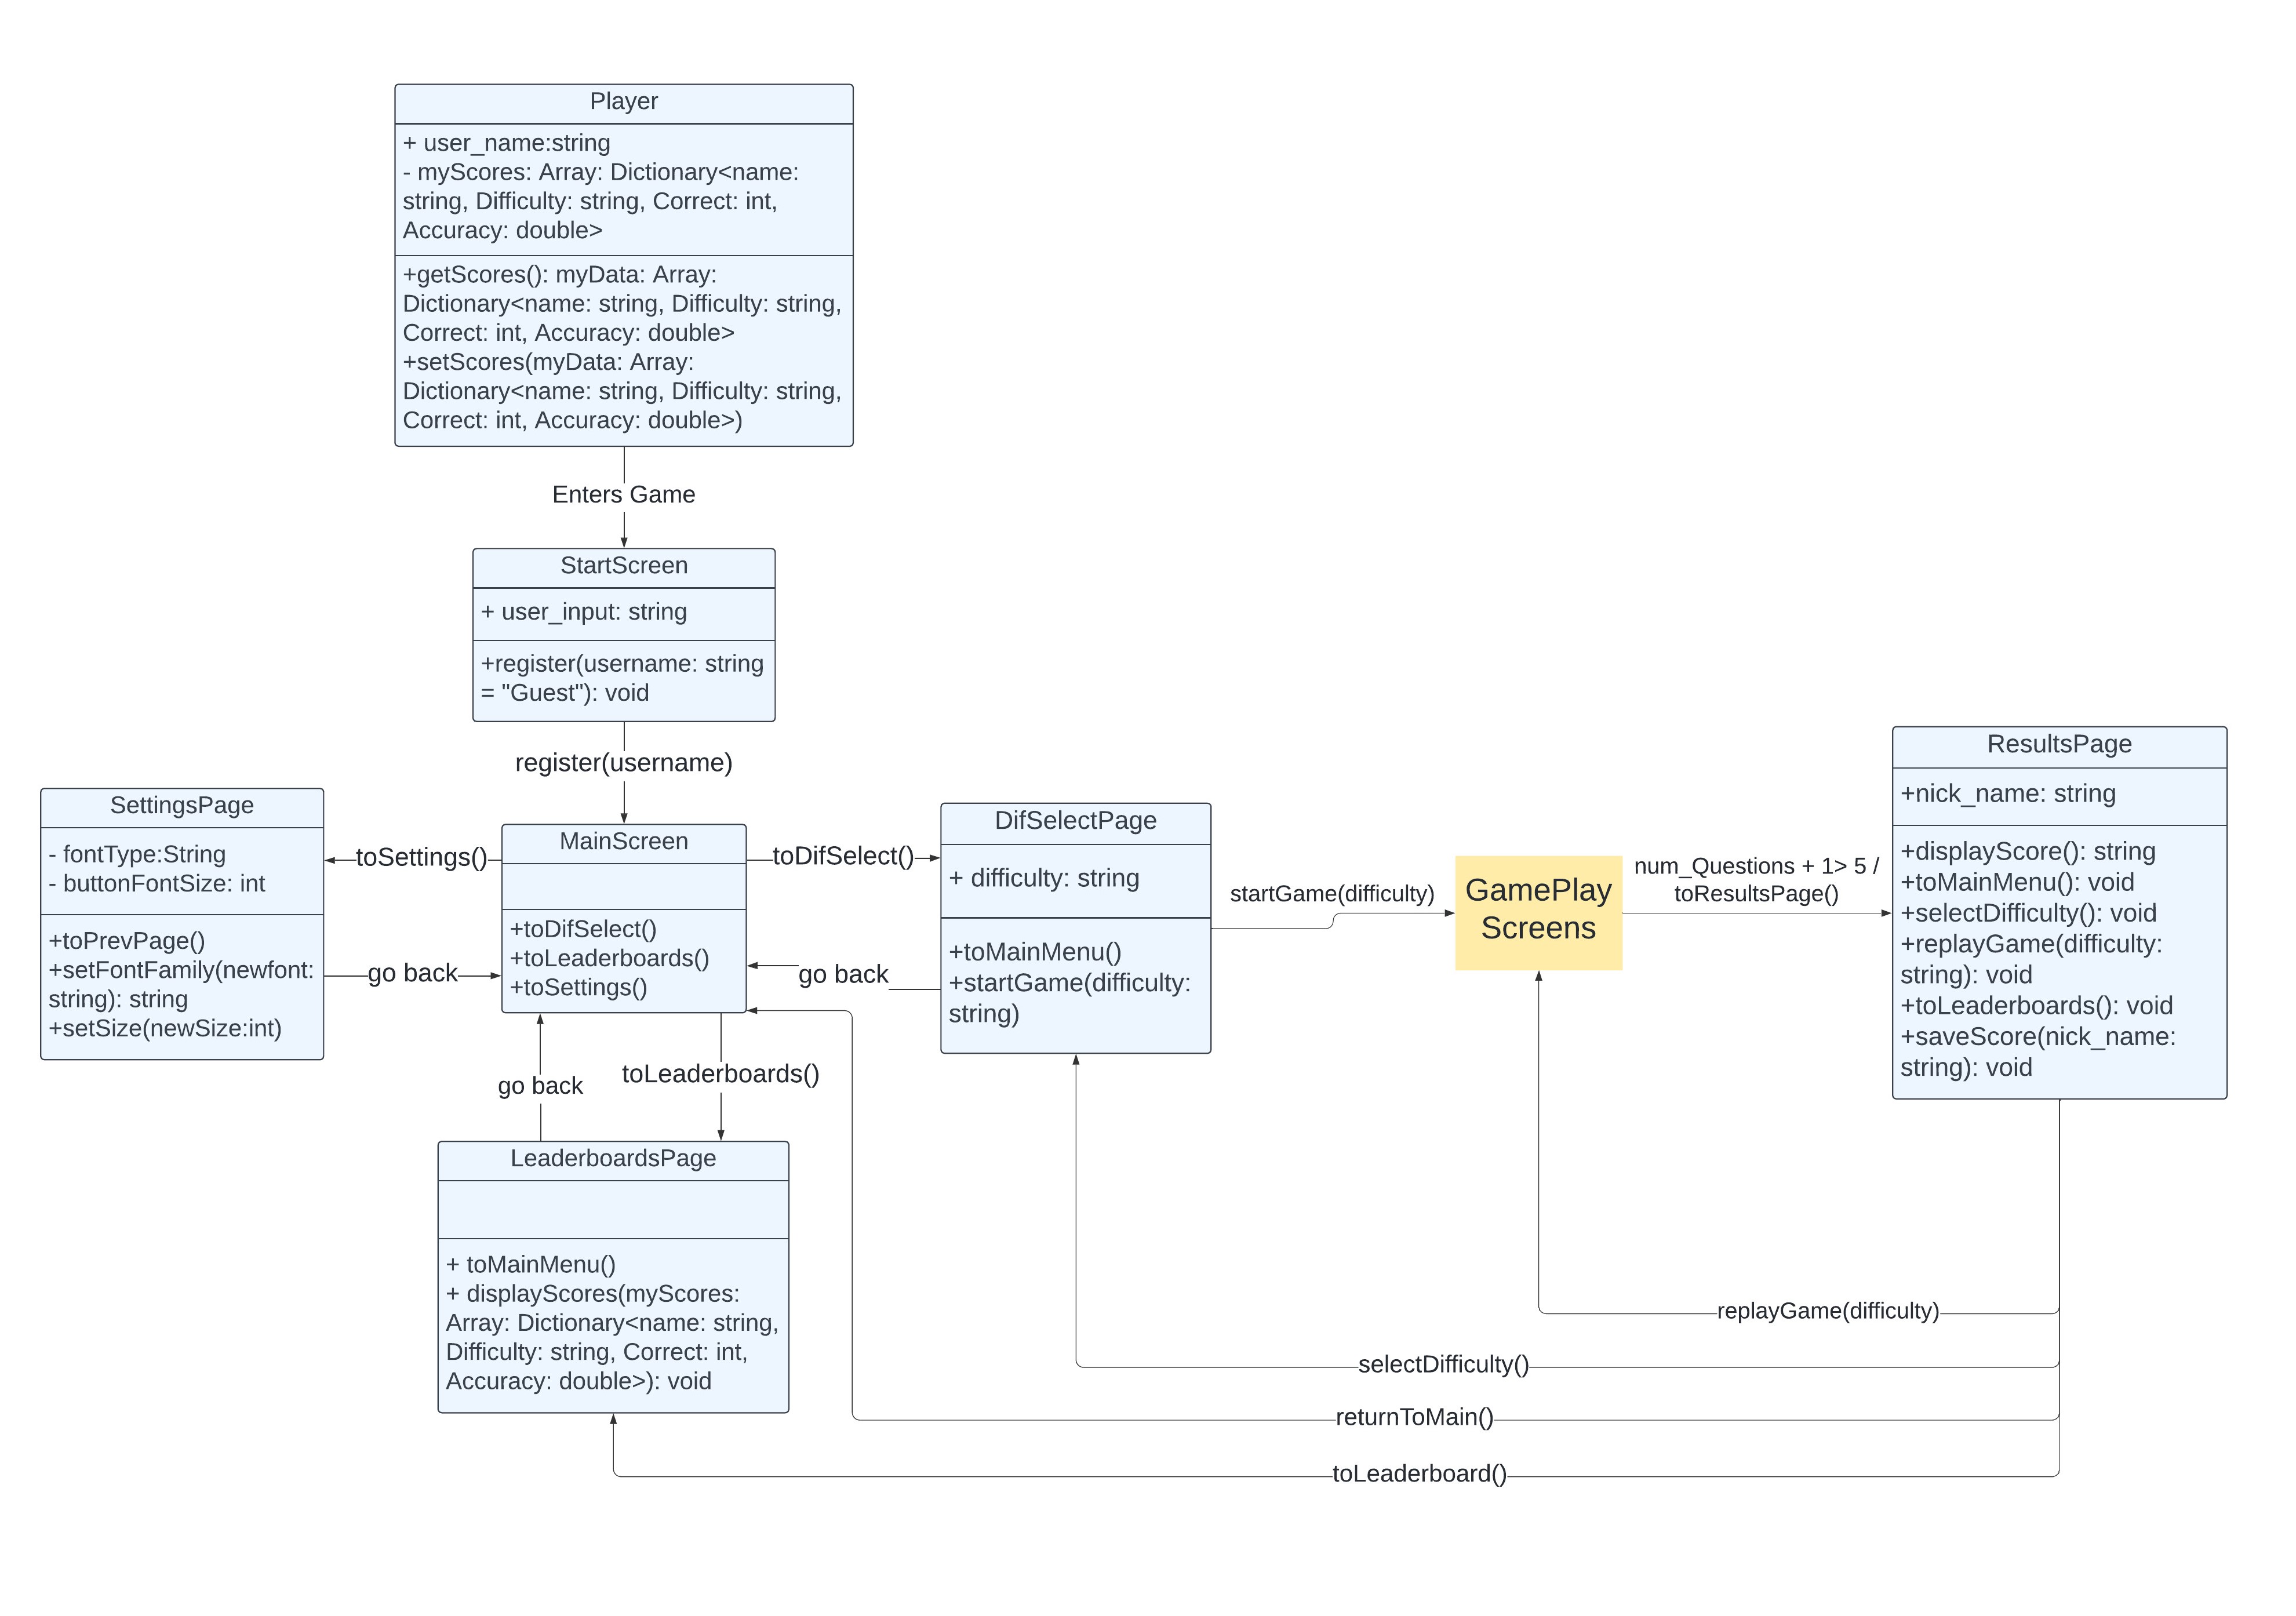 Player
+ user_name:string
- myScores: Array: Dictionary<name:
string, Difficulty: string, Correct: int,
Accuracy: double>
+getScores(): myData: Array:
Dictionary<name: string, Difficulty: string,
Correct: int, Accuracy: double>
+setScores(myData: Array:
Dictionary<name: string, Difficulty: string,
Correct: int, Accuracy: double>)
Enters Game
StartScreen
+ user_input: string
+register(username: string
= "Guest"): void
register(username)
SettingsPage
- fontType:String
- buttonFontSize: int
+toPrevPage()
+setFontFamily(newfont:
string): string
+setSize(newSize:int)
toSettings()
go back
MainScreen
+toDifSelect()
+toLeaderboards()
+toSettings()
toDifSelect()
go back
go back
toLeaderboards()
DifSelectPage
+ difficulty: string
+toMainMenu()
+startGame(difficulty:
string)
startGame(difficulty)
GamePlay
Screens
num_Questions + 1> 5 /
toResultsPage()
ResultsPage
+nick_name: string
+displayScore(): string
+toMainMenu(): void
+selectDifficulty(): void
+replayGame(difficulty:
string): void
+toLeaderboards(): void
+saveScore(nick_name:
string): void
LeaderboardsPage
+ toMainMenu()
+ displayScores(myScores:
Array: Dictionary<name: string,
Difficulty: string, Correct: int,
Accuracy: double>): void
replayGame(difficulty)
selectDifficulty()
returnToMain()
toLeaderboard()